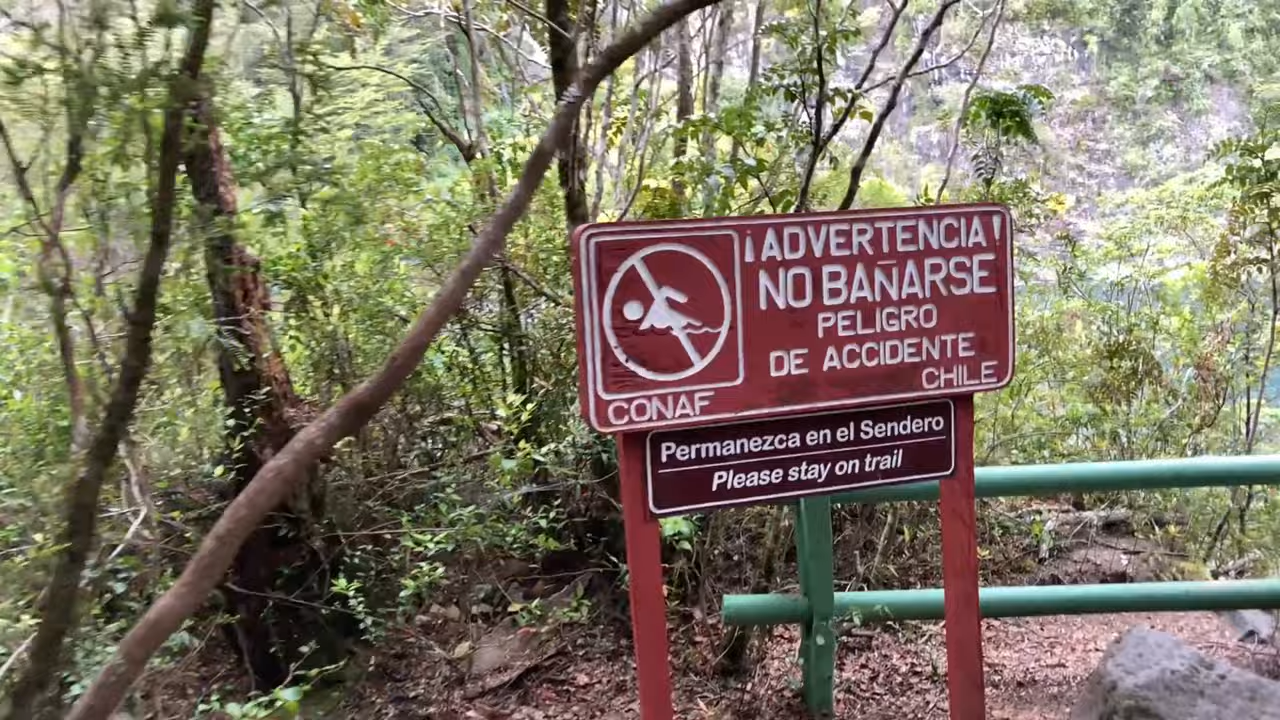 ¡ADVERTENCIA!
NO BAÑARSE
PELIGRO
DE ACCIDENTE
CHILE
CONAF
Permanezca en el Sendero
Please stay on trail